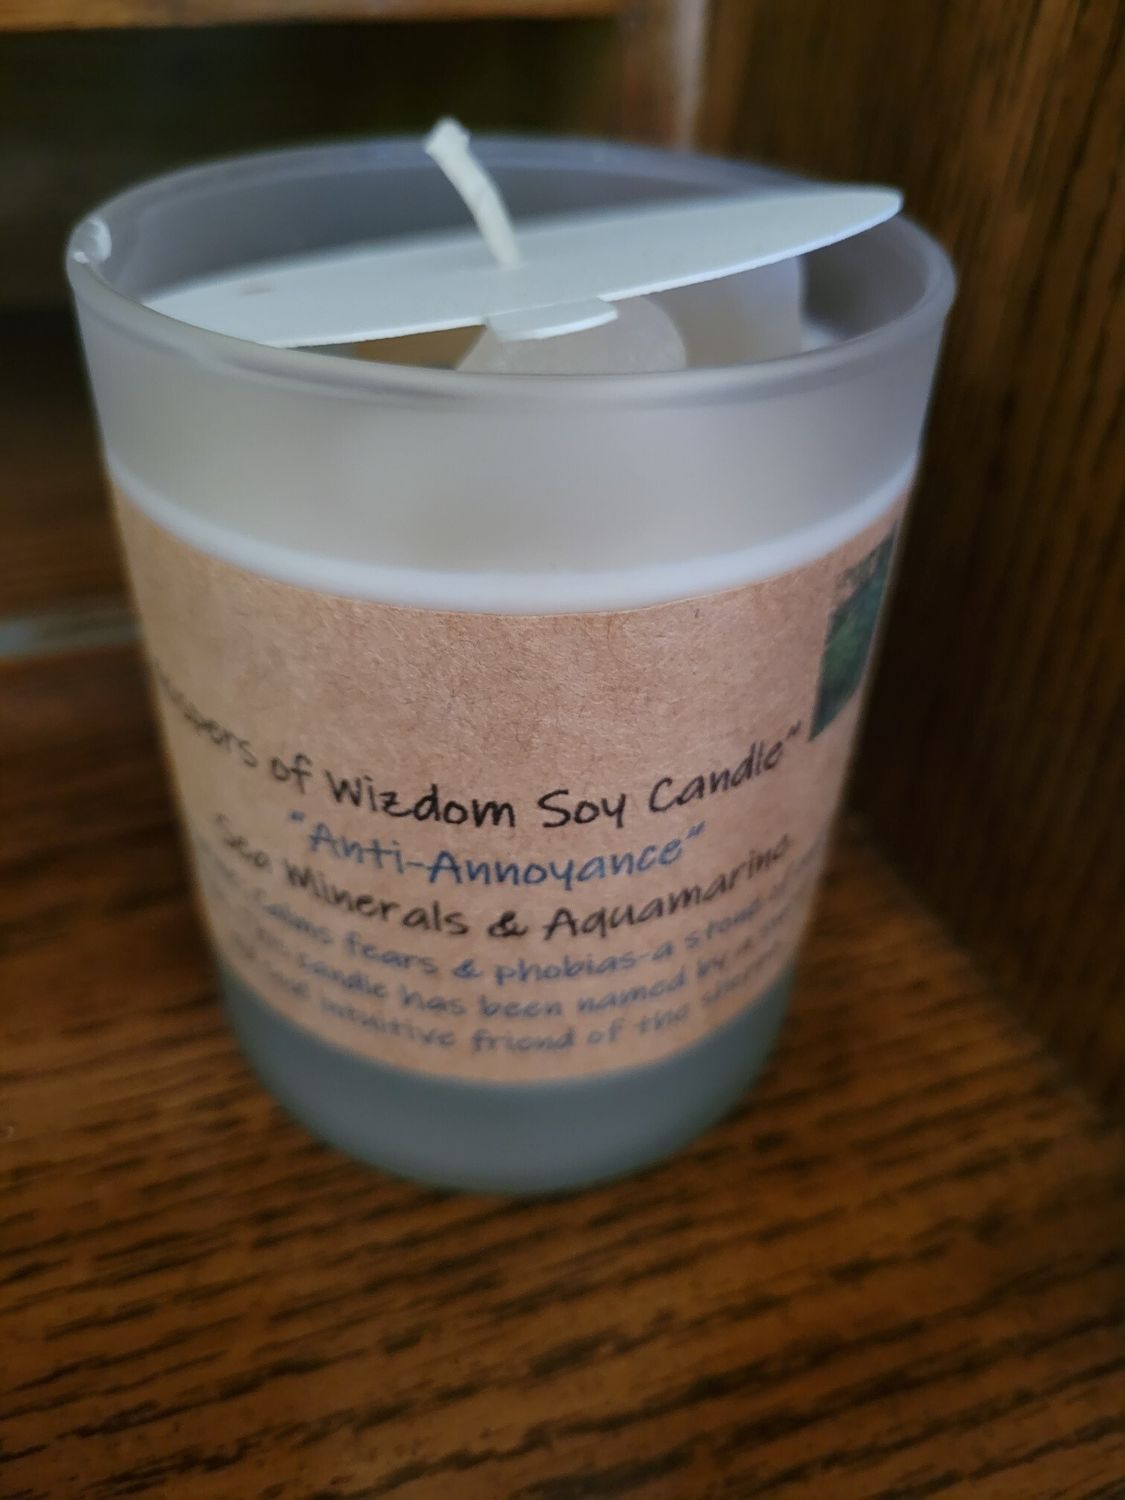 of Wizdom Soy Candle"
"Anti-Annoyance"
Sea Minerals & Aquamarine
Calms fears & phobias-a stone of
candle has been named by
intuitive friend of the